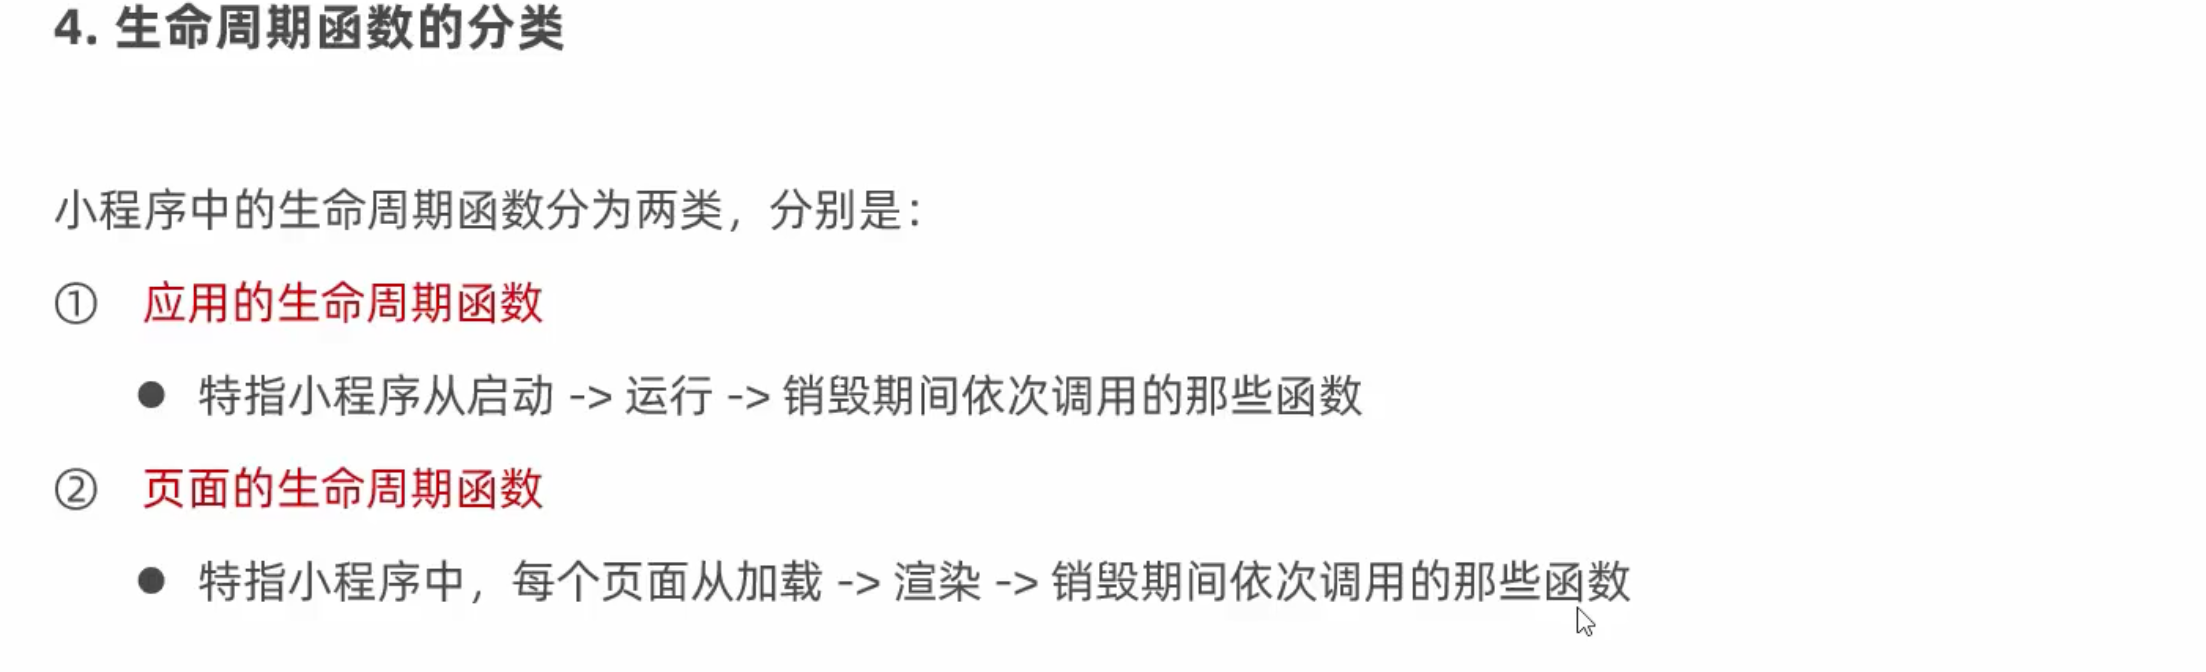 4. 生命周期函数的分类
小程序中的生命周期函数分为两类，分别是：
① 应用的生命周期函数
● 特指小程序从启动 -> 运行 -> 销毁期间依次调用的那些函数
② 页面的生命周期函数
● 特指小程序中，每个页面从加载 -> 渲染 -> 销毁期间依次调用的那些函数